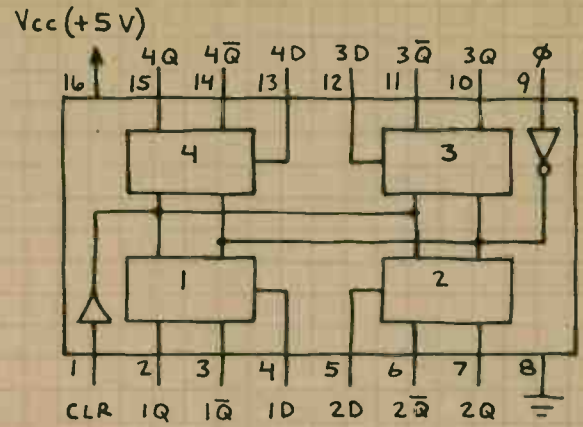 Vcc (+5 V)
4Q 4Q̅ 4D 3D 3Q̅ 3Q ϕ
16 15 14 13 12 11 10 9
4 3
1 2
1 2 3 4 5 6 7 8
CLR 1Q 1Q̅ 1D 2D 2Q̅ 2Q